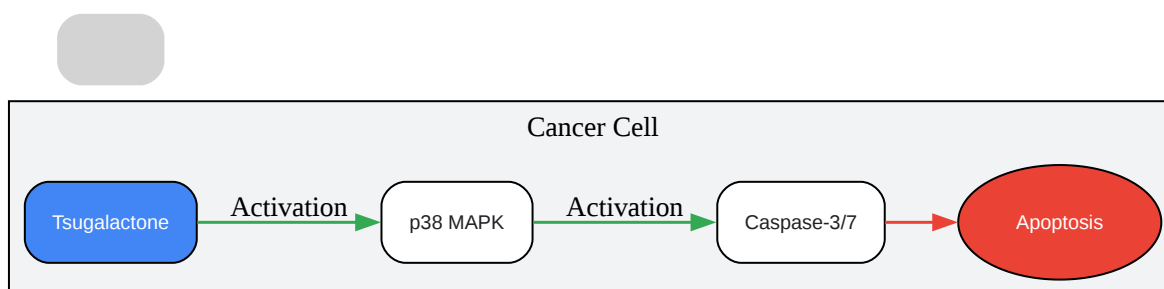 Cancer Cell
Tsugalactone
Activation
p38 MAPK
Activation
Caspase-3/7
Apoptosis